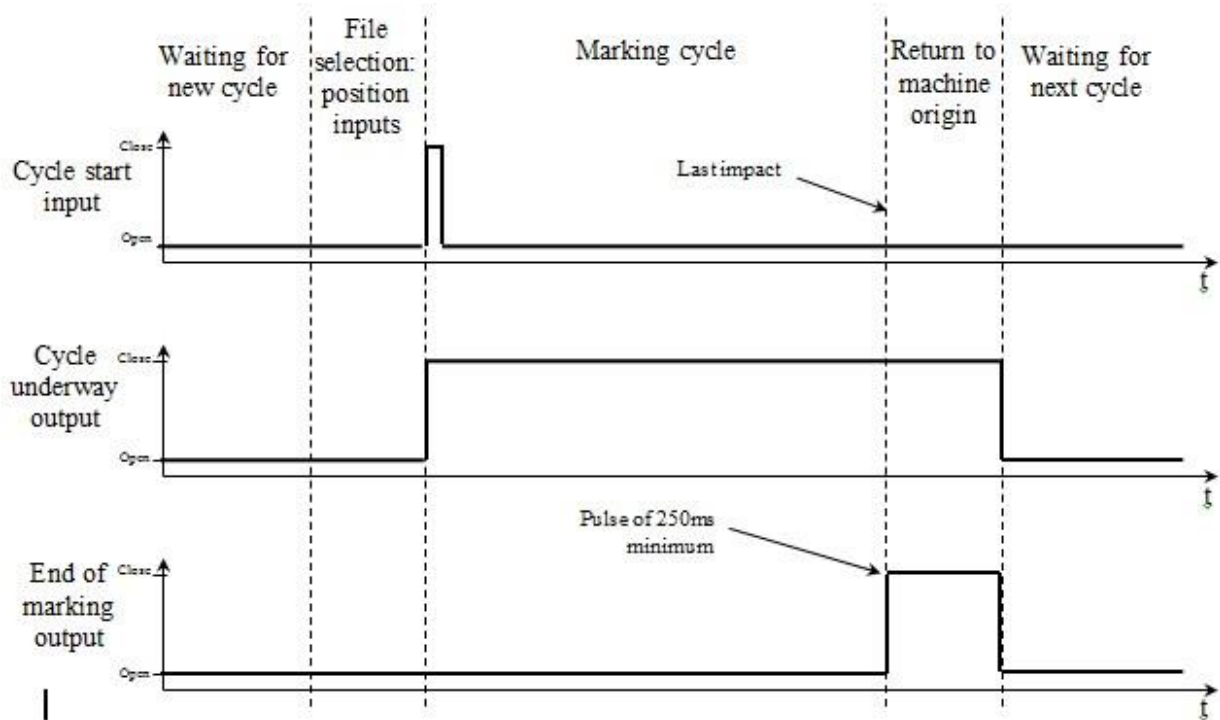 Waiting for
new cycle
File
selection:
position
inputs
Marking cycle
Return to
machine
origin
Waiting for
next cycle
Cycle start
input
Close
Open
Last impact
t
Cycle
underway
output
Close
Open
t
Pulse of 250ms
minimum
End of
marking
output
Close
Open
t